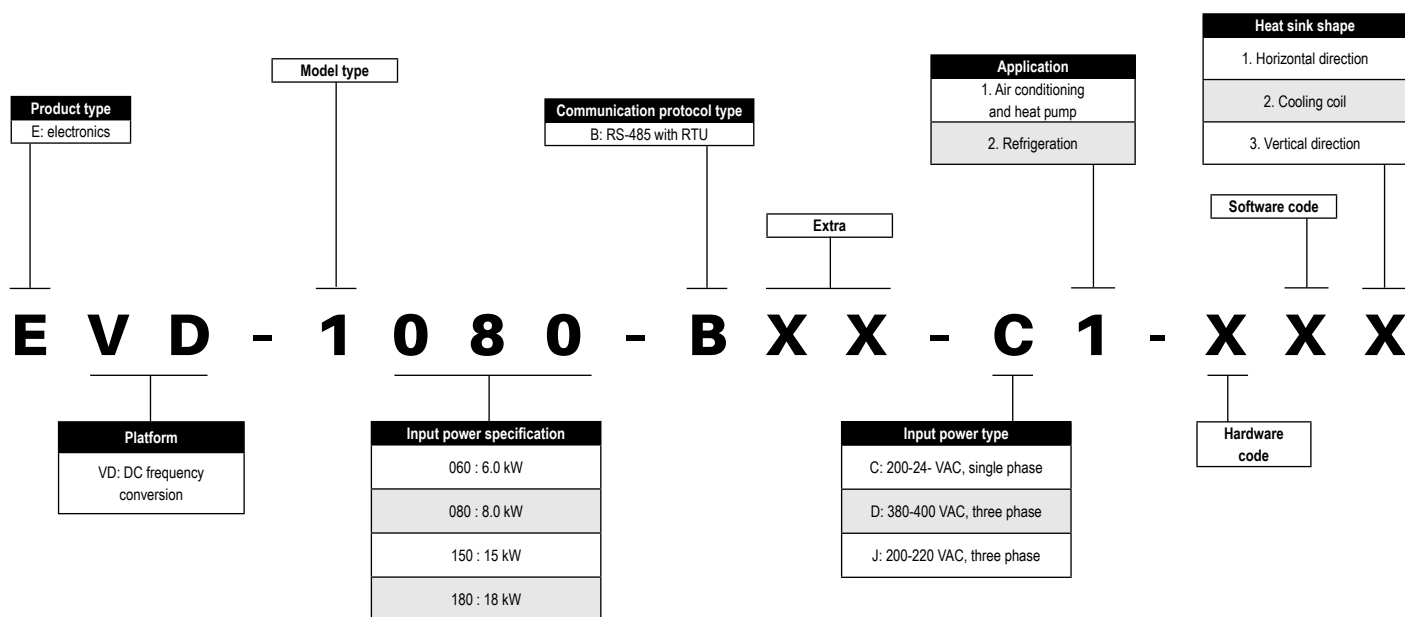 Heat sink shape
1. Horizontal direction
2. Cooling coil
3. Vertical direction
Model type
Application
1. Air conditioning
and heat pump
2. Refrigeration
Product type
E: electronics
Communication protocol type
B: RS-485 with RTU
Software code
Extra
E V D - 1 0 8 0 - B X X - C 1 - X X X
Platform
VD: DC frequency
conversion
Input power specification
060 : 6.0 kW
080 : 8.0 kW
150 : 15 kW
180 : 18 kW
Input power type
C: 200-24- VAC, single phase
D: 380-400 VAC, three phase
J: 200-220 VAC, three phase
Hardware
code